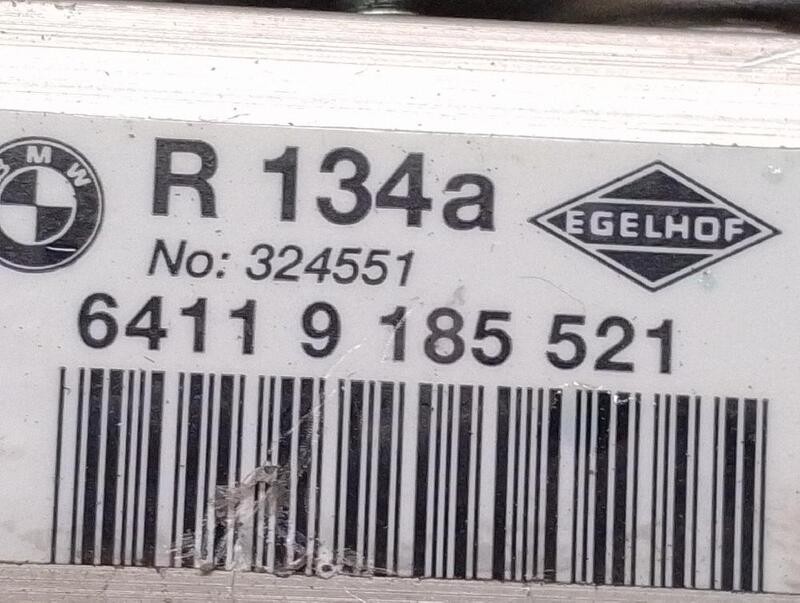 BMW
R 134a
EGELHOF
No: 324551
6411 9 185 521